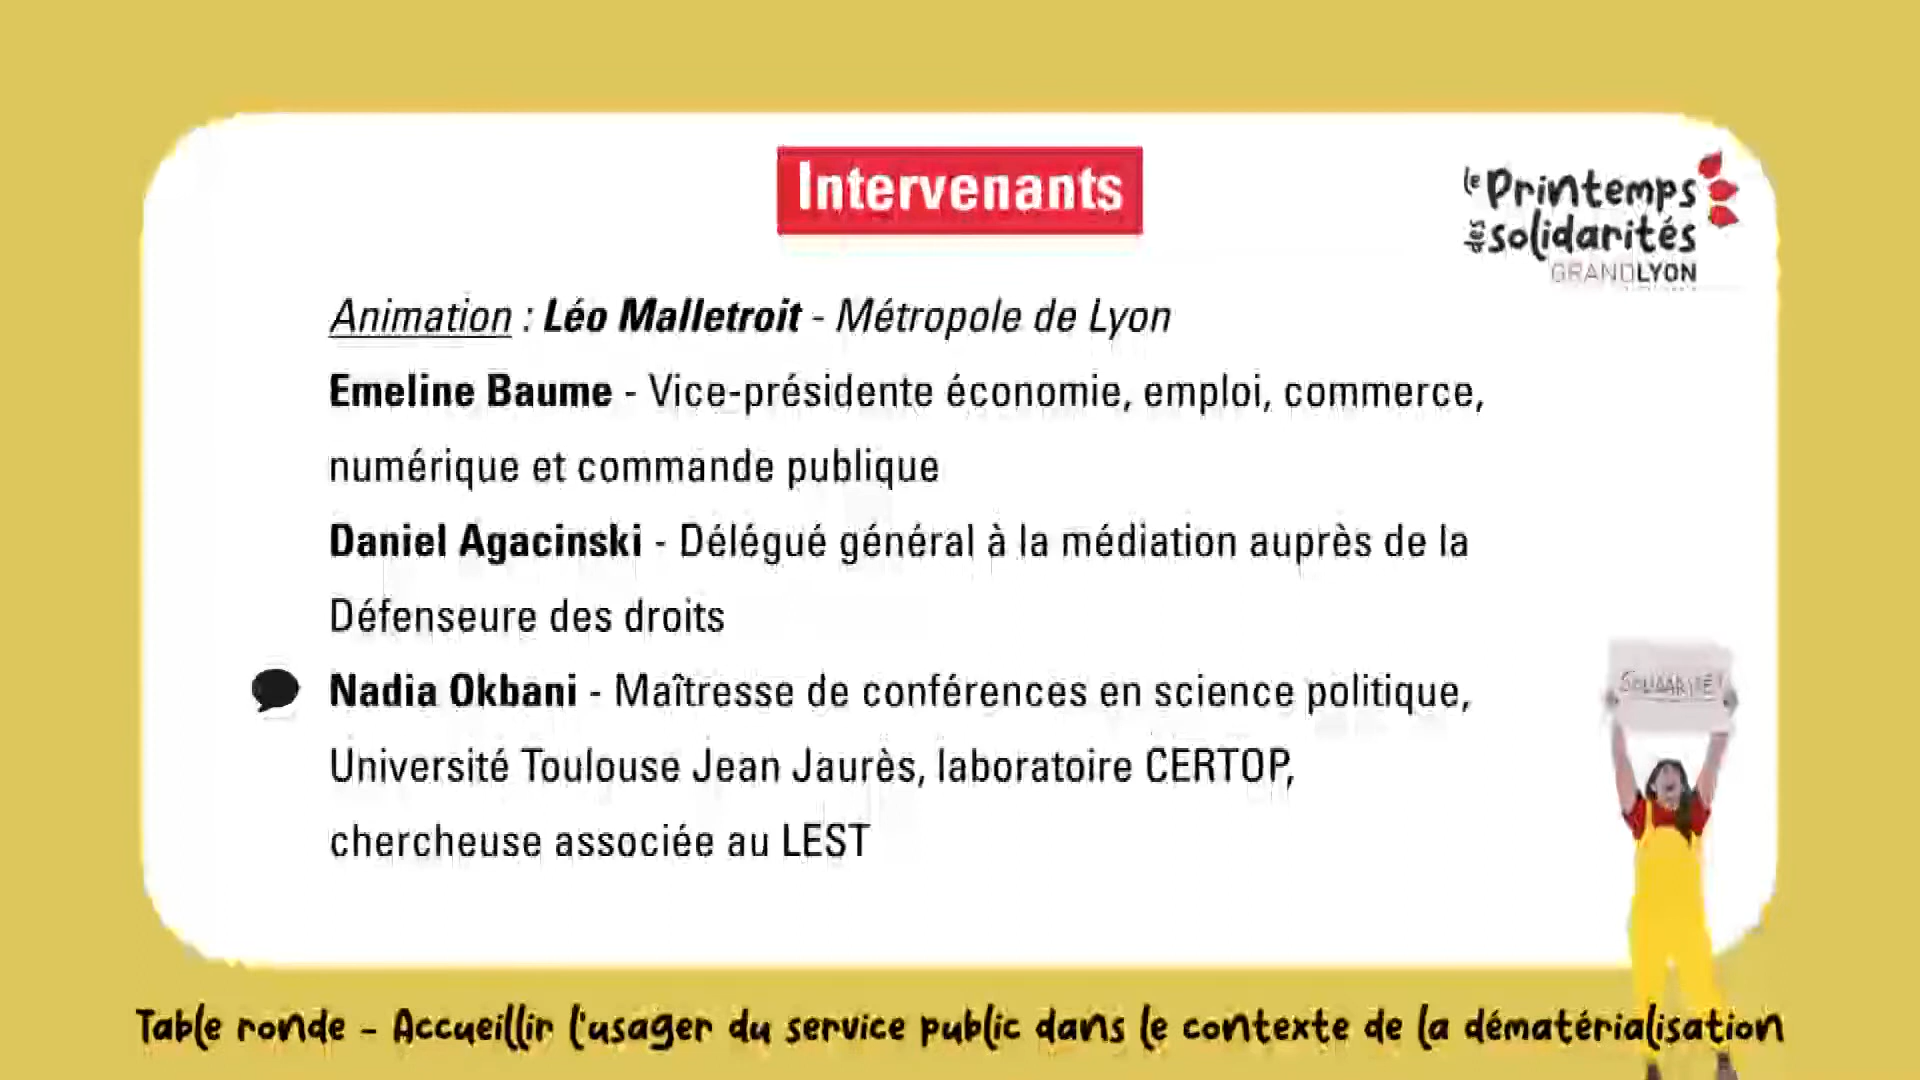 Intervenants
le Printemps
des solidarités
GRANDLYON
Animation : Léo Malletroit - Métropole de Lyon
Emeline Baume - Vice-présidente économie, emploi, commerce,
numérique et commande publique
Daniel Agacinski - Délégué général à la médiation auprès de la
Défenseure des droits
Nadia Okbani - Maîtresse de conférences en science politique,
Université Toulouse Jean Jaurès, laboratoire CERTOP,
chercheuse associée au LEST
SOLIDARITÉ!
Table ronde - Accueillir l'usager du service public dans le contexte de la dématérialisation